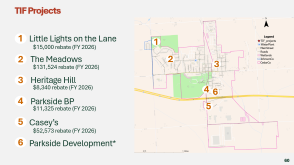 TIF Projects
1 Little Lights on the Lane
$15,000 rebate (FY 2026)
2 The Meadows
$131,524 rebate (FY 2026)
3 Heritage Hill
$8,340 rebate (FY 2026)
4 Parkside BP
$11,325 rebate (FY 2026)
5 Casey's
$52,573 rebate (FY 2026)
6 Parkside Development*
1
2
3
4 6
5
Legend
60